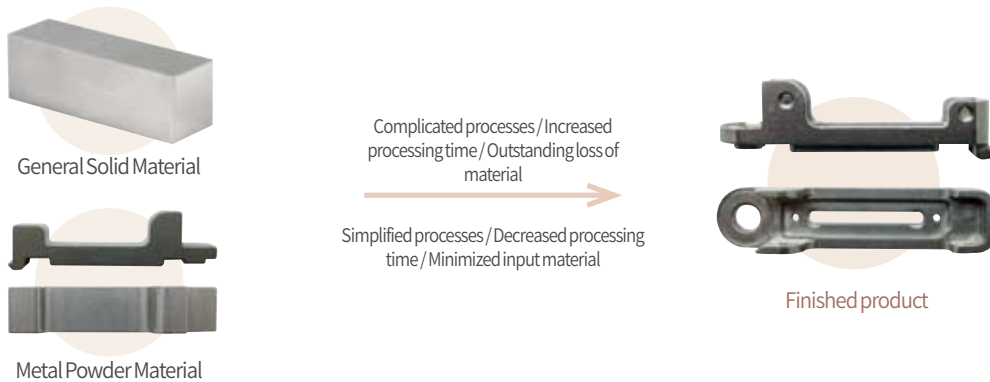 General Solid Material
Complicated processes / Increased
processing time / Outstanding loss of
material
Simplified processes / Decreased processing
time / Minimized input material
Metal Powder Material
Finished product